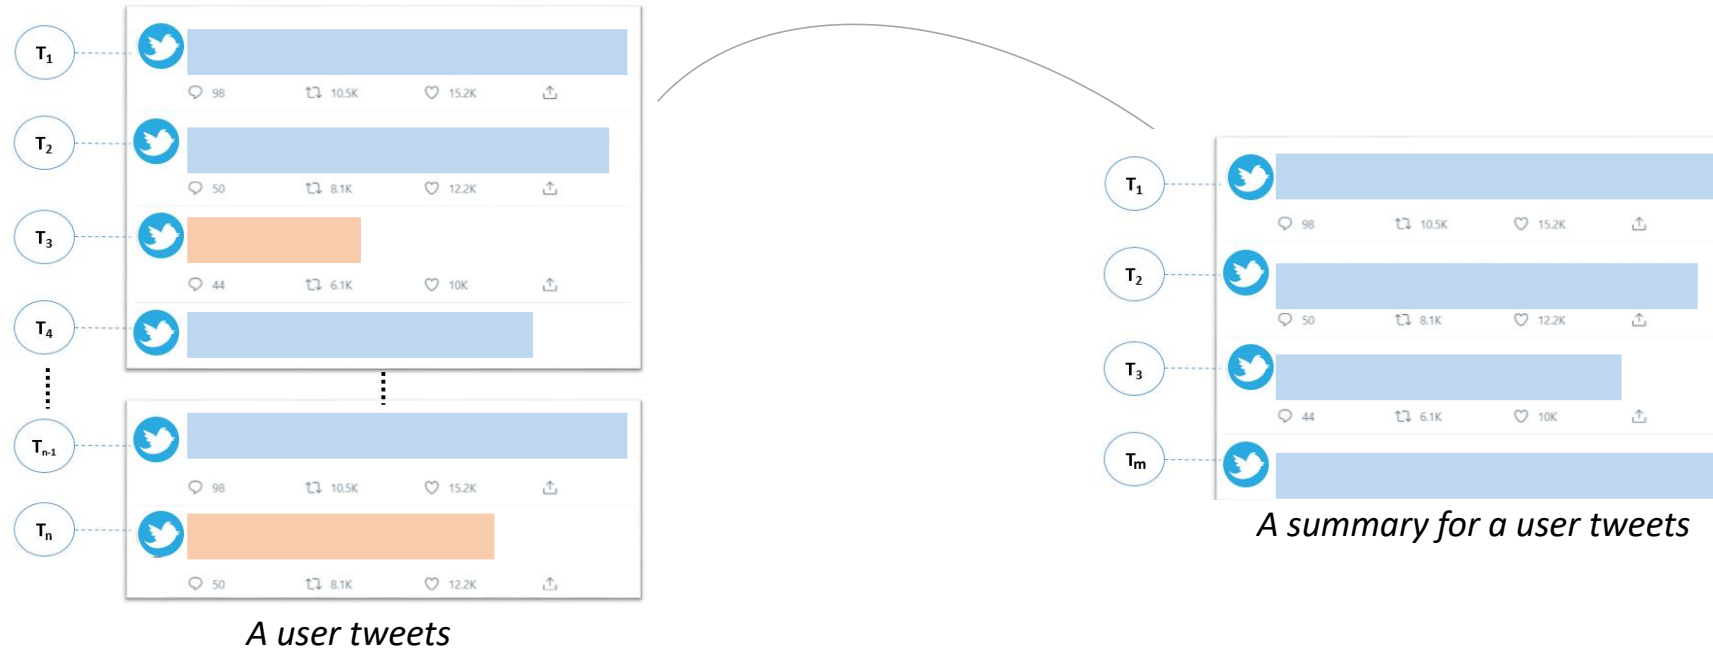 T1
98 10.5K 15.2K
T2
50 8.1K 12.2K
T3
44 6.1K 10K
T4
Tn-1
98 10.5K 15.2K
Tn
50 8.1K 12.2K
A user tweets
T1
98 10.5K 15.2K
T2
50 8.1K 12.2K
T3
44 6.1K 10K
Tm
A summary for a user tweets